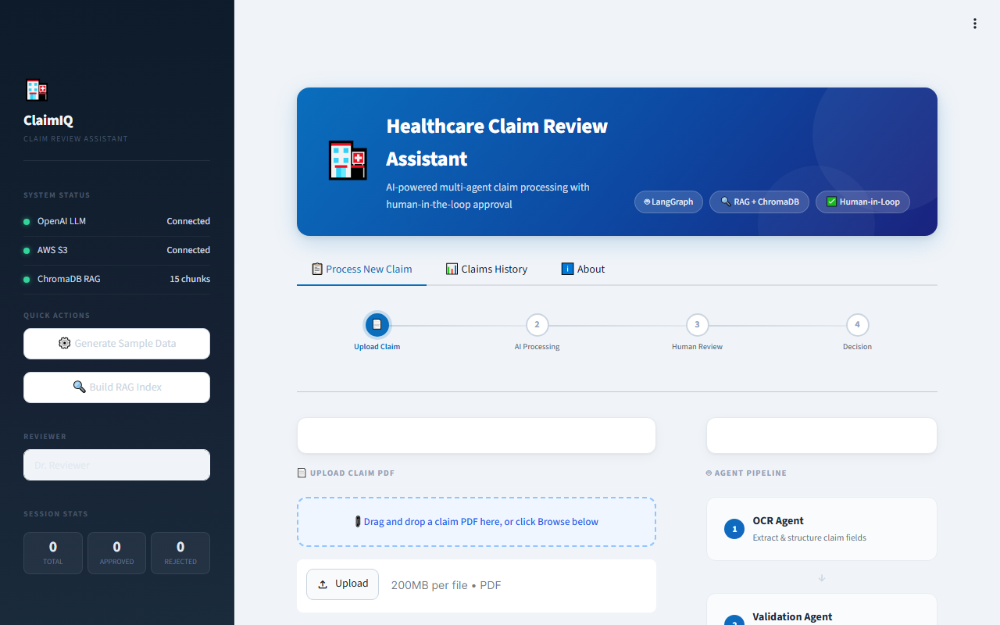 ClaimIQ
CLAIM REVIEW ASSISTANT
SYSTEM STATUS
OpenAI LLM Connected
AWS S3 Connected
ChromaDB RAG 15 chunks
QUICK ACTIONS
Generate Sample Data
Build RAG Index
REVIEWER
Dr. Reviewer
SESSION STATS
0 0 0
TOTAL APPROVED REJECTED
Healthcare Claim Review
Assistant
AI-powered multi-agent claim processing with
human-in-the-loop approval
LangGraph RAG + ChromaDB Human-in-Loop
Process New Claim Claims History About
2 3 4
Upload Claim AI Processing Human Review Decision
UPLOAD CLAIM PDF
Drag and drop a claim PDF here, or click Browse below
Upload 200MB per file • PDF
AGENT PIPELINE
1 OCR Agent
Extract & structure claim fields
Validation Agent